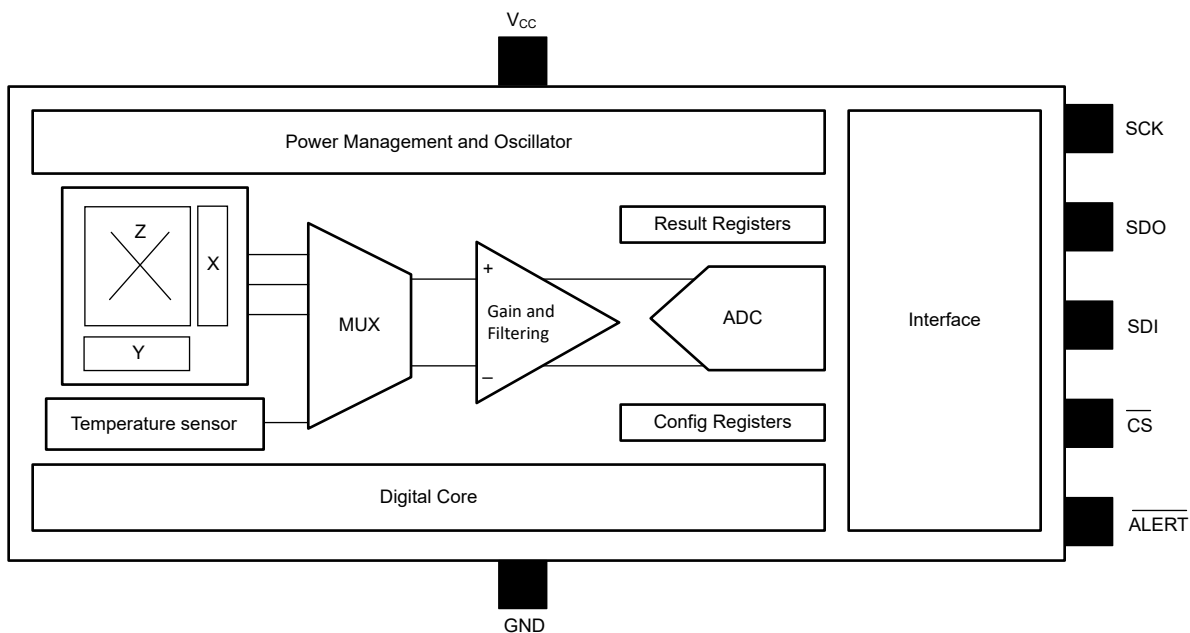 VCC
Power Management and Oscillator
SCK
Result Registers
SDO
Z
X
+
Gain and
Filtering
MUX
ADC
Interface
SDI
Y
–
Temperature sensor
Config Registers
CS
Digital Core
ALERT
GND